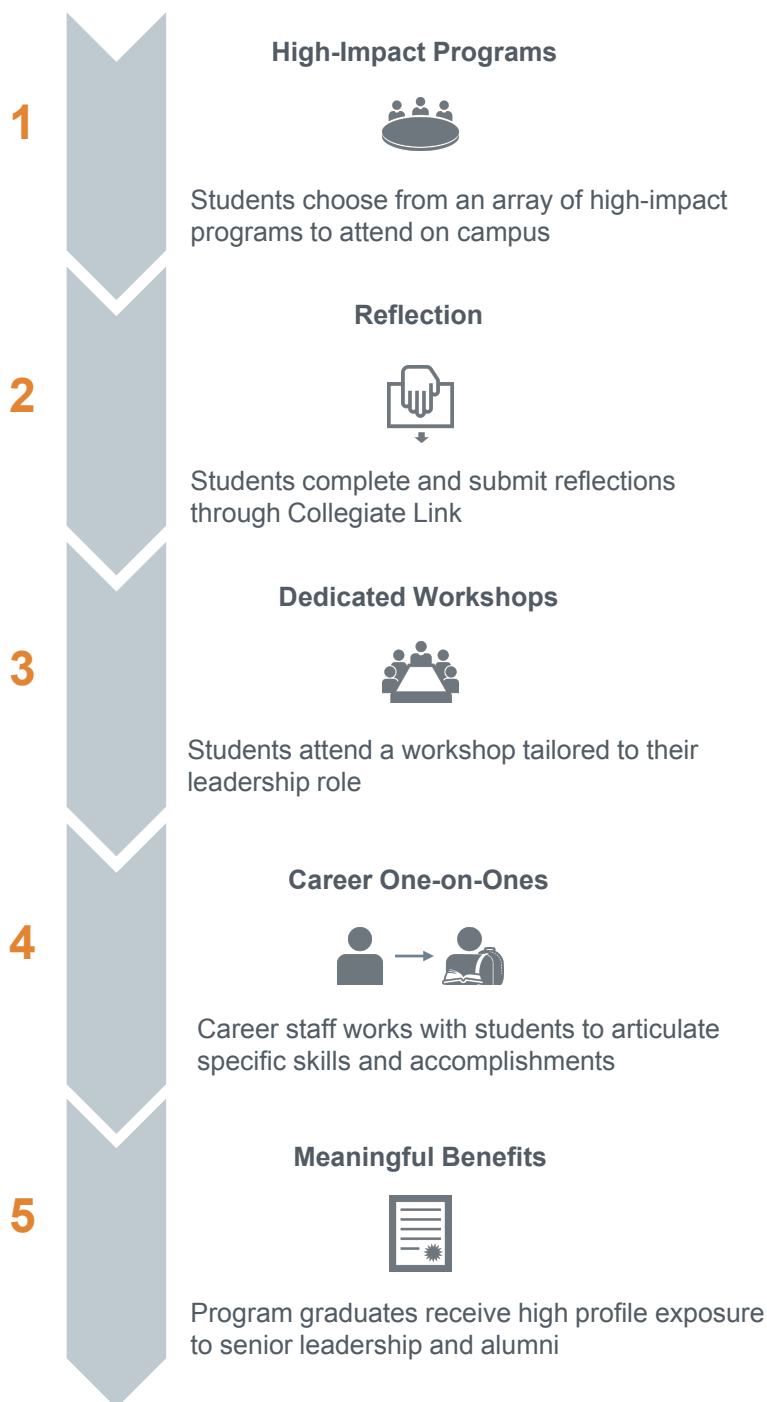 High-Impact Programs
1
Students choose from an array of high-impact
programs to attend on campus
Reflection
2
Students complete and submit reflections
through Collegiate Link
Dedicated Workshops
3
Students attend a workshop tailored to their
leadership role
Career One-on-Ones
4
Career staff works with students to articulate
specific skills and accomplishments
Meaningful Benefits
5
Program graduates receive high profile exposure
to senior leadership and alumni